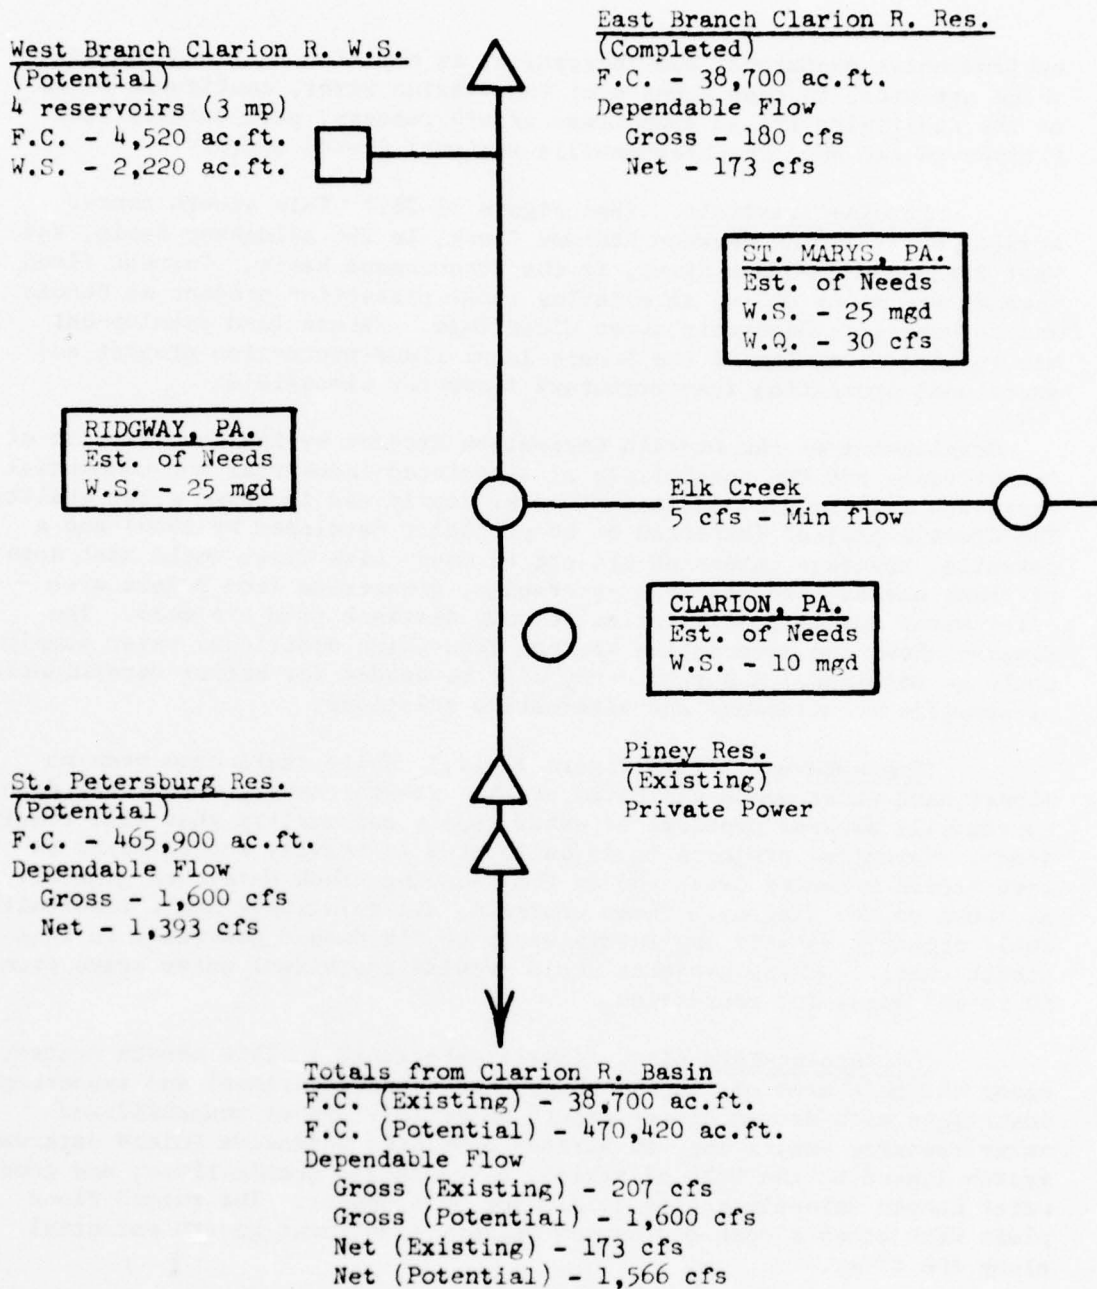 East Branch Clarion R. Res.
(Completed)
F.C. - 38,700 ac.ft.
Dependable Flow
Gross - 180 cfs
Net - 173 cfs
West Branch Clarion R. W.S.
(Potential)
4 reservoirs (3 mp)
F.C. - 4,520 ac.ft.
W.S. - 2,220 ac.ft.
ST. MARYS, PA.
Est. of Needs
W.S. - 25 mgd
W.Q. - 30 cfs
RIDGWAY, PA.
Est. of Needs
W.S. - 25 mgd
Elk Creek
5 cfs - Min flow
CLARION, PA.
Est. of Needs
W.S. - 10 mgd
Piney Res.
(Existing)
Private Power
St. Petersburg Res.
(Potential)
F.C. - 465,900 ac.ft.
Dependable Flow
Gross - 1,600 cfs
Net - 1,393 cfs
Totals from Clarion R. Basin
F.C. (Existing) - 38,700 ac.ft.
F.C. (Potential) - 470,420 ac.ft.
Dependable Flow
Gross (Existing) - 207 cfs
Gross (Potential) - 1,600 cfs
Net (Existing) - 173 cfs
Net (Potential) - 1,566 cfs